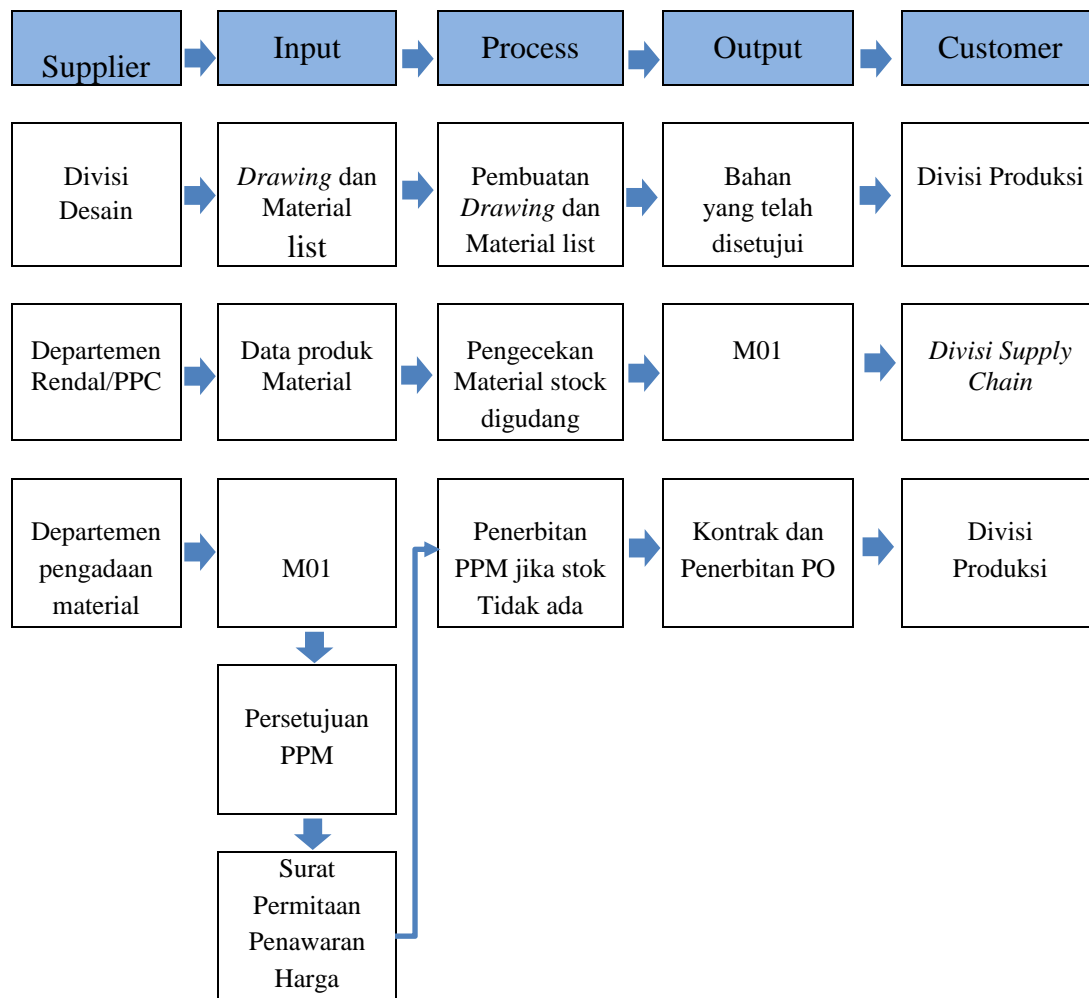 Supplier
Input
Process
Output
Customer
Divisi
Desain
Drawing dan
Material
list
Pembuatan
Drawing dan
Material list
Bahan
yang telah
disetujui
Divisi Produksi
Departemen
Rendal/PPC
Data produk
Material
Pengecekan
Material stock
digudang
M01
Divisi Supply
Chain
Departemen
pengadaan
material
M01
Penerbitan
PPM jika stok
Tidak ada
Kontrak dan
Penerbitan PO
Divisi
Produksi
Persetujuan
PPM
Surat
Permitaan
Penawaran
Harga